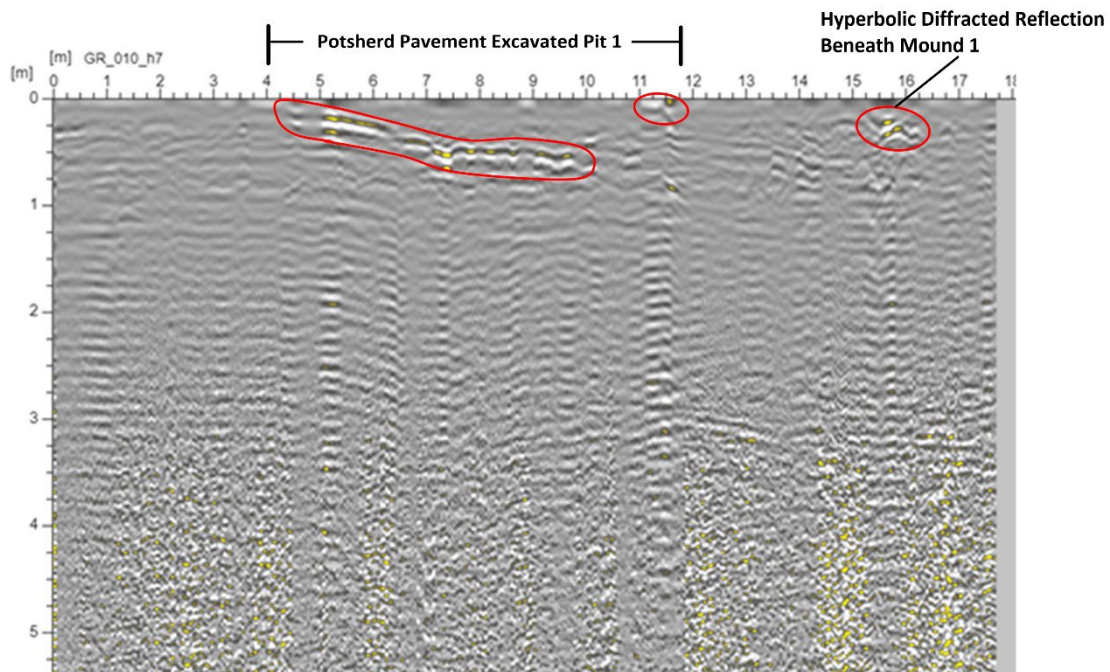 Hyperbolic Diffracted Reflection
Beneath Mound 1
Potsherd Pavement Excavated Pit 1
[m] GR_010_h7
[m]
0 1 2 3 4 5 6 7 8 9 10 11 12 13 14 15 16 17 18
0
1
2
3
4
5